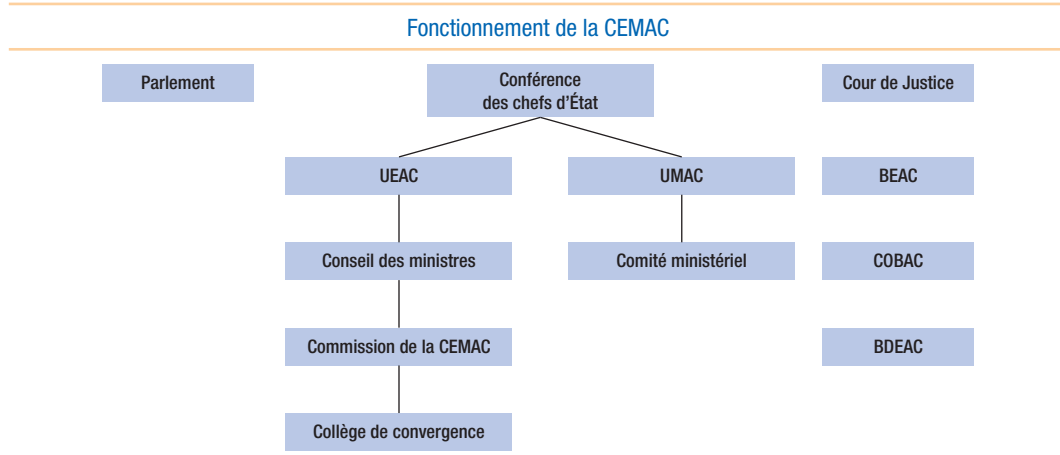 Fonctionnement de la CEMAC
Parlement
Conférence
des chefs d'État
Cour de Justice
UEAC
UMAC
BEAC
Conseil des ministres
Comité ministériel
COBAC
Commission de la CEMAC
BDEAC
Collège de convergence